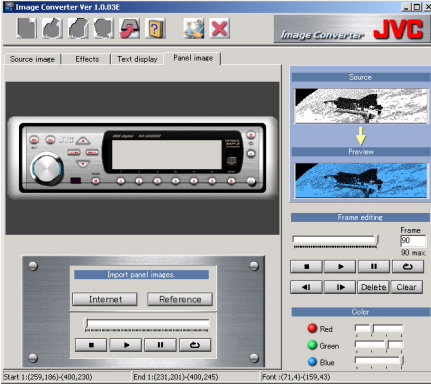 Image Converter Ver 1.0.03E
Image Converter JVC
Source image Effects Text display Panel image
Source
Preview
JVC
Frame editing
Frame
90
90 max.
Delete Clear
Import panel images
Internet Reference
Color
Red
Green
Blue
Start 1:(259,186)-(400,230) End 1:(231,201)-(400,245) Font :(71,4)-(159,43)